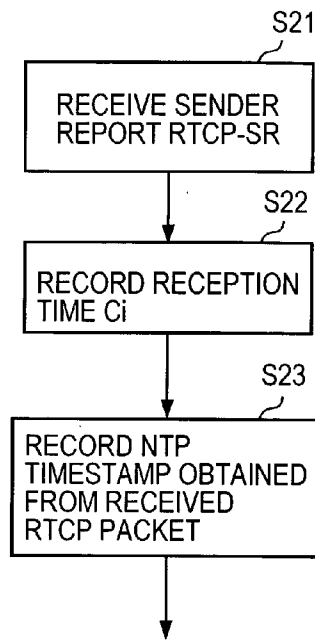 S21
RECEIVE SENDER
REPORT RTCP-SR
S22
RECORD RECEPTION
TIME Ci
S23
RECORD NTP
TIMESTAMP OBTAINED
FROM RECEIVED
RTCP PACKET